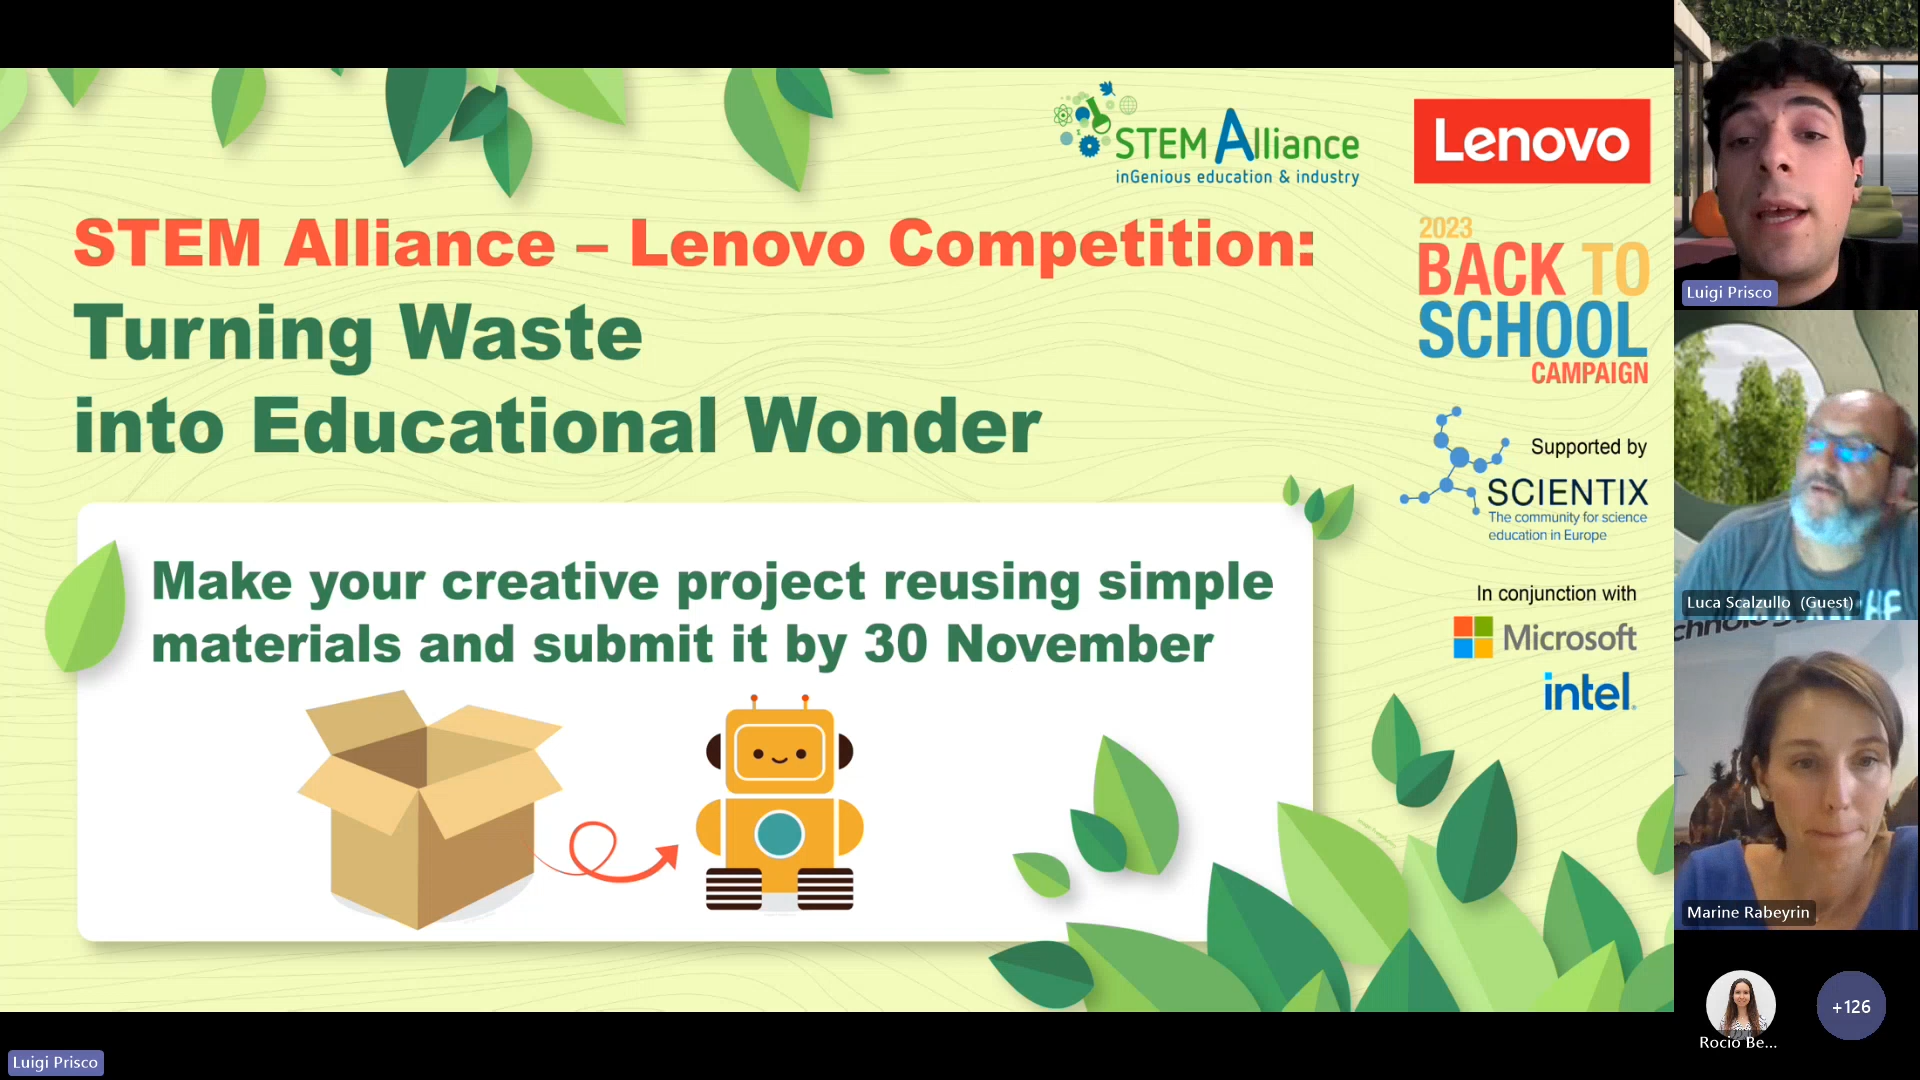 STEM Alliance
inGenious education & industry
Lenovo
STEM Alliance – Lenovo Competition:
Turning Waste
into Educational Wonder
2023
BACK TO
SCHOOL
CAMPAIGN
Supported by
SCIENTIX
The community for science
education in Europe
In conjunction with
Microsoft
intel.
Make your creative project reusing simple
materials and submit it by 30 November
Luigi Prisco
Luca Scalzullo (Guest)
Marine Rabeyrin
Rocio Be...
+126
Luigi Prisco